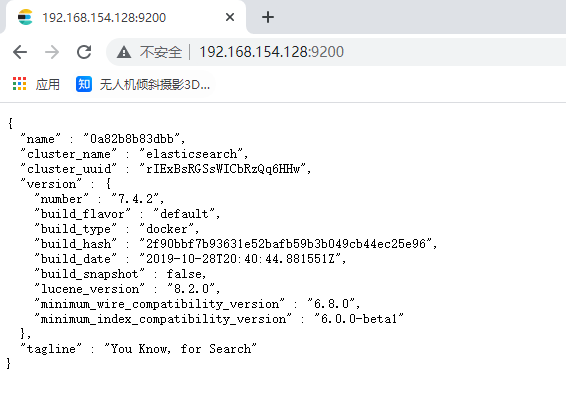 192.168.154.128:9200
不安全 | 192.168.154.128:9200
应用 知 无人机倾斜摄影3D...
{
"name" : "0a82b8b83dbb",
"cluster_name" : "elasticsearch",
"cluster_uuid" : "rIExBsRGSsWICbRzQq6HHw",
"version" : {
"number" : "7.4.2",
"build_flavor" : "default",
"build_type" : "docker",
"build_hash" : "2f90bbf7b93631e52bafb59b3b049cb44ec25e96",
"build_date" : "2019-10-28T20:40:44.881551Z",
"build_snapshot" : false,
"lucene_version" : "8.2.0",
"minimum_wire_compatibility_version" : "6.8.0",
"minimum_index_compatibility_version" : "6.0.0-beta1"
},
"tagline" : "You Know, for Search"
}